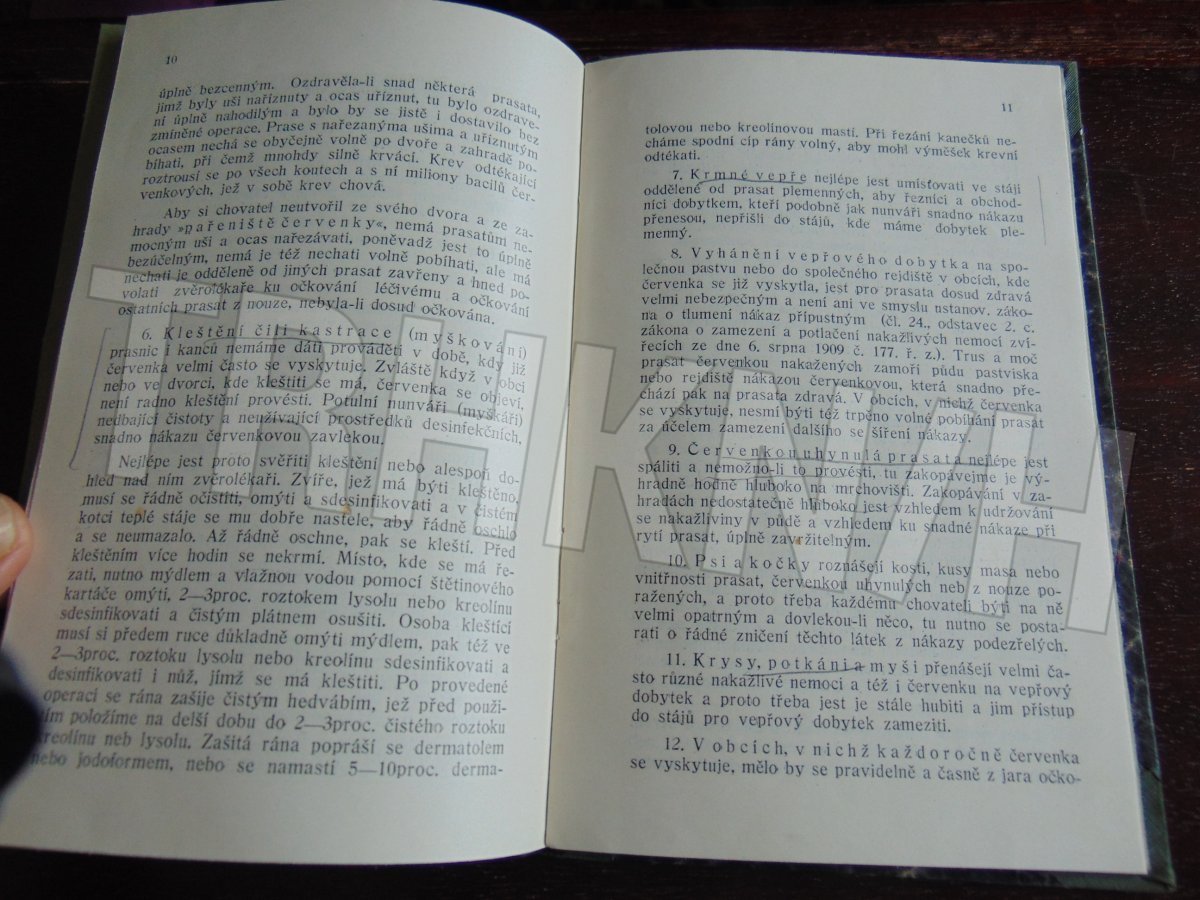 10
úplně bezcenným. Ozdravěla-li snad některá prasata,
jimž byly uši naříznuty a ocas uříznut, tu bylo ozdrave-
ní úplně nahodilým a bylo by se jistě i dostavilo bez
zmíněné operace. Prase s nařezanýma ušima a uříznutým
ocasem nechá se obyčejně volně po dvoře a zahradě po-
bíhati, při čemž mnohdy silně krvácí. Krev odtékající
roztrousí se po všech koutech a s ní miliony bacilů čer-
venkových, jež v sobě krev chová.
Aby si chovatel neutvořil ze svého dvora a ze za-
hrady »pařeniště červenky«, nemá prasatům ne-
mocným uši a ocas nařezávati, poněvadž jest to úplně
bezúčelným, nemá je též nechati volně pobíhati, ale má
nechati je odděleně od jiných prasat zavřeny a hned po-
volati zvěrolékaře ku očkování léčivému a očkování
ostatních prasat z nouze, nebyla-li dosud očkována.
6. Kleštění čili kastrace (myškování)
prasnic i kanců nemáme dáti prováděti v době, kdy již
červenka velmi často se vyskytuje. Zvláště když v obci
nebo ve dvorci, kde kleštiti se má, červenka se objeví,
není radno kleštění provésti. Potulní nunváři (myškáři)
nedbající čistoty a neužívající prostředků desinfekčních,
snadno nákazu červenkovou zavlekou.
Nejlépe jest proto svěřiti kleštění nebo alespoň do-
hled nad ním zvěrolékaři. Zvíře, jež má býti kleštěno,
musí se řádně očistiti, omýti a sdesinfikovati a v čistém
kotci teplé stáje se mu dobře nastele, aby řádně oschlo
a se neumazalo. Až řádně oschne, pak se kleští. Před
kleštěním více hodin se nekrmí. Místo, kde se má ře-
zati, nutno mýdlem a vlažnou vodou pomocí štětinového
kartáče omýti, 2—3proc. roztokem lysolu nebo kreolínu
sdesinfikovati a čistým plátnem osušiti. Osoba kleštící
musí si předem ruce důkladně omýti mýdlem, pak též ve
2—3proc. roztoku lysolu nebo kreolínu sdesinfikovati a
desinfikovati i nůž, jímž se má kleštiti. Po provedené
operaci se rána zašije čistým hedvábím, jež před použi-
tím položíme na delší dobu do 2—3proc. čistého roztoku
kreolínu neb lysolu. Zašitá rána popráší se dermatolem
nebo jodoformem, nebo se namastí 5—10proc. derma-
11
tolovou nebo kreolínovou mastí. Při řezání kanečků ne-
cháme spodní cíp rány volný, aby mohl výměšek krevní
odtékati.
7. Krmné vepře nejlépe jest umísťovati ve stáji
oddělené od prasat plemenných, aby řezníci a obchod-
níci dobytkem, kteří podobně jak nunváři snadno nákazu
přenesou, nepřišli do stájů, kde máme dobytek ple-
menný.
8. Vyhánění vepřového dobytka na spo-
lečnou pastvu nebo do společného rejdiště v obcích, kde
červenka se již vyskytla, jest pro prasata dosud zdravá
velmi nebezpečným a není ani ve smyslu ustanov. záko-
na o tlumení nákaz přípustným (čl. 24., odstavec 2. c.
zákona o zamezení a potlačení nakažlivých nemocí zví-
řecích ze dne 6. srpna 1909 č. 177. ř. z.). Trus a moč
prasat červenkou nakažených zamoří půdu pastviska
nebo rejdiště nákazou červenkovou, která snadno pře-
chází pak na prasata zdravá. V obcích, v nichž červenka
se vyskytuje, nesmí býti též trpěno volné pobíhání prasat
za účelem zamezení dalšího se šíření nákazy.
9. Červenkou uhynulá prasata nejlépe jest
spáliti a nemožno-li to provésti, tu zakopávejme je vý-
hradně hodně hluboko na mrchovišti. Zakopávání v za-
hradách nedostatečně hluboko jest vzhledem k udržování
se nakažliviny v půdě a vzhledem ku snadné nákaze při
rytí prasat, úplně zavržitelným.
10. Psi a kočky roznášejí kosti, kusy masa nebo
vnitřnosti prasat, červenkou uhynulých neb z nouze po-
ražených, a proto třeba každému chovateli býti na ně
velmi opatrným a dovlekou-li něco, tu nutno se posta-
rati o řádné zničení těchto látek z nákazy podezřelých.
11. Krysy, potkání a myši přenášejí velmi ča-
sto různé nakažlivé nemoci a též i červenku na vepřový
dobytek a proto třeba jest je stále hubiti a jim přístup
do stájů pro vepřový dobytek zameziti.
12. V obcích, v nichž každoročně červenka
se vyskytuje, mělo by se pravidelně a časně z jara očko-
TRHKNIH